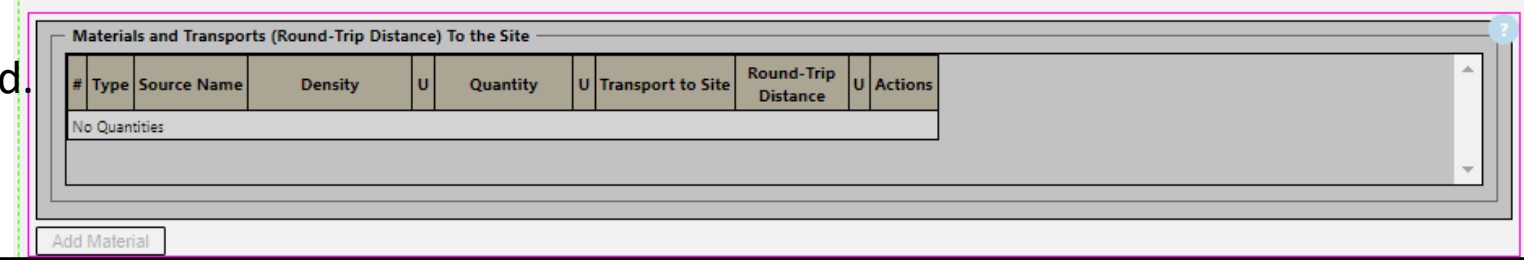 ?
Materials and Transports (Round-Trip Distance) To the Site
d.
# Type Source Name Density U Quantity U Transport to Site Round-Trip Distance U Actions
No Quantities
Add Material